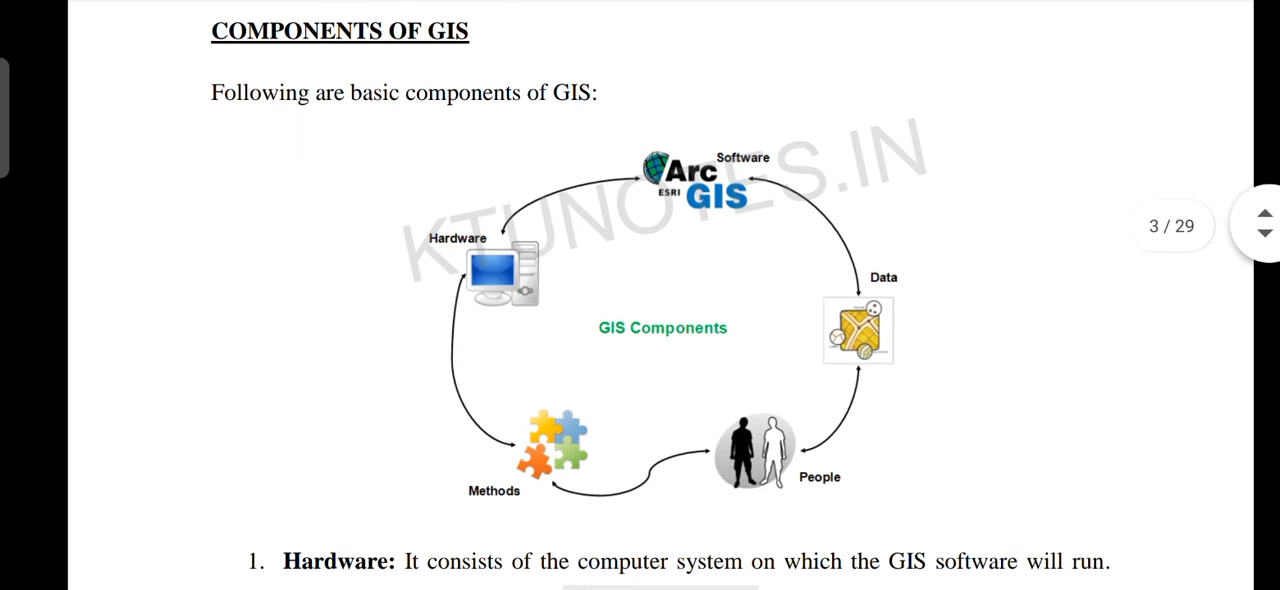 COMPONENTS OF GIS
Following are basic components of GIS:
KTUNOTES.IN
Software
Arc
ESRI GIS
Hardware
3 / 29
Data
GIS Components
People
Methods
1. Hardware: It consists of the computer system on which the GIS software will run.